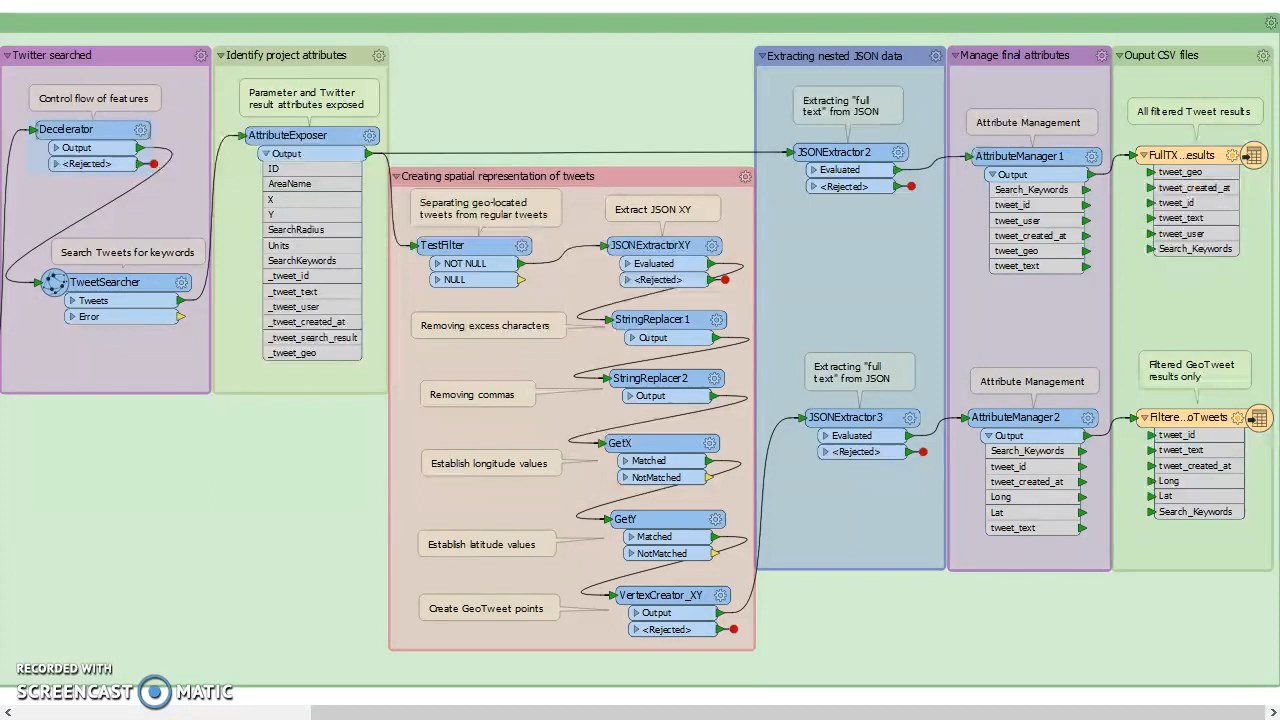 Twitter searched
Control flow of features
Decelerator
Output
<Rejected>
Search Tweets for keywords
TweetSearcher
Tweets
Error
Identify project attributes
Parameter and Twitter
result attributes exposed
AttributeExposer
Output
ID
AreaName
X
Y
SearchRadius
Units
SearchKeywords
_tweet_id
_tweet_text
_tweet_user
_tweet_created_at
_tweet_search_result
_tweet_geo
Creating spatial representation of tweets
Separating geo-located
tweets from regular tweets
TestFilter
NOT NULL
NULL
Extract JSON XY
JSONExtractorXY
Evaluated
<Rejected>
Removing excess characters
StringReplacer1
Output
Removing commas
StringReplacer2
Output
Establish longitude values
GetX
Matched
NotMatched
Establish latitude values
GetY
Matched
NotMatched
Create GeoTweet points
VertexCreator_XY
Output
<Rejected>
Extracting nested JSON data
Extracting "full
text" from JSON
JSONExtractor2
Evaluated
<Rejected>
Extracting "full
text" from JSON
JSONExtractor3
Evaluated
<Rejected>
Manage final attributes
Attribute Management
AttributeManager1
Output
Search_Keywords
tweet_id
tweet_user
tweet_created_at
tweet_geo
tweet_text
Attribute Management
AttributeManager2
Output
Search_Keywords
tweet_id
tweet_created_at
Long
Lat
tweet_text
Ouput CSV files
All filtered Tweet results
FullTX ...esults
tweet_geo
tweet_created_at
tweet_id
tweet_text
tweet_user
Search_Keywords
Filtered GeoTweet
results only
Filtere...oTweets
tweet_id
tweet_text
tweet_created_at
Long
Lat
Search_Keywords
RECORDED WITH
SCREENCAST MATIC